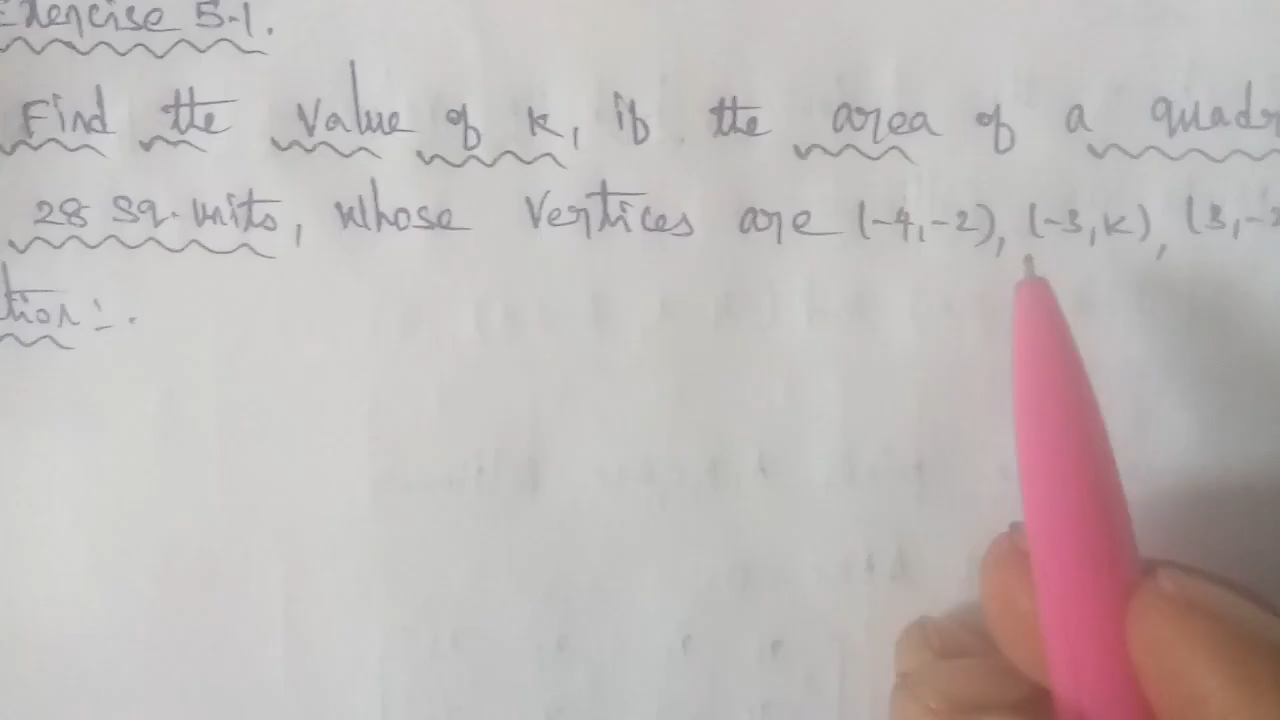 Exercise 5.1.
Find the value of k, if the area of a quadr
28 sq. units, whose vertices are (-4,-2), (-3,k), (3,-2
tion:-.